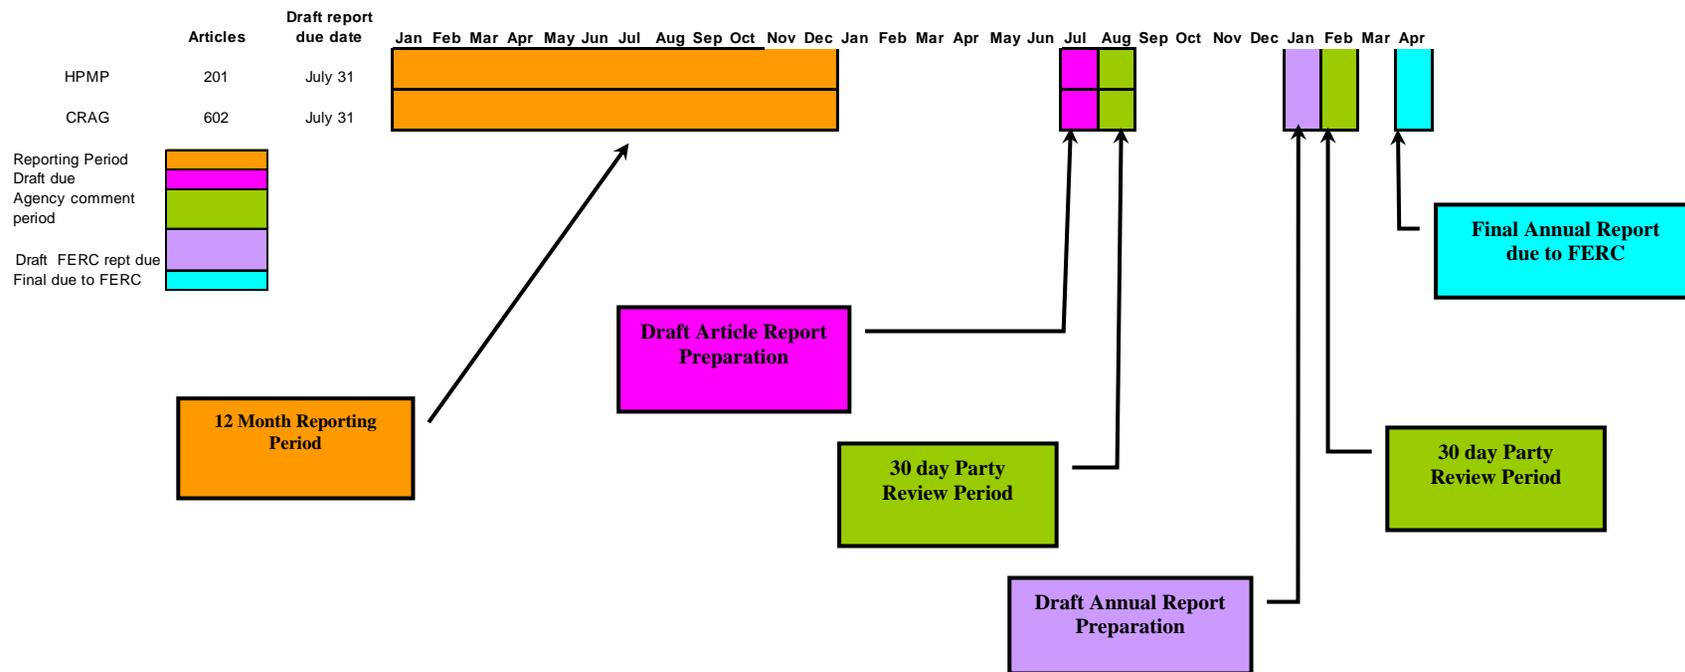 Draft report
Articles
due date
Jan Feb Mar Apr May Jun Jul Aug Sep Oct Nov Dec Jan Feb Mar Apr May Jun Jul Aug Sep Oct Nov Dec Jan Feb Mar Apr
HPMP 201 July 31
CRAG 602 July 31
Reporting Period
Draft due
Agency comment
period
Draft FERC rept due
Final due to FERC
Final Annual Report
due to FERC
Draft Article Report
Preparation
12 Month Reporting
Period
30 day Party
Review Period
30 day Party
Review Period
Draft Annual Report
Preparation